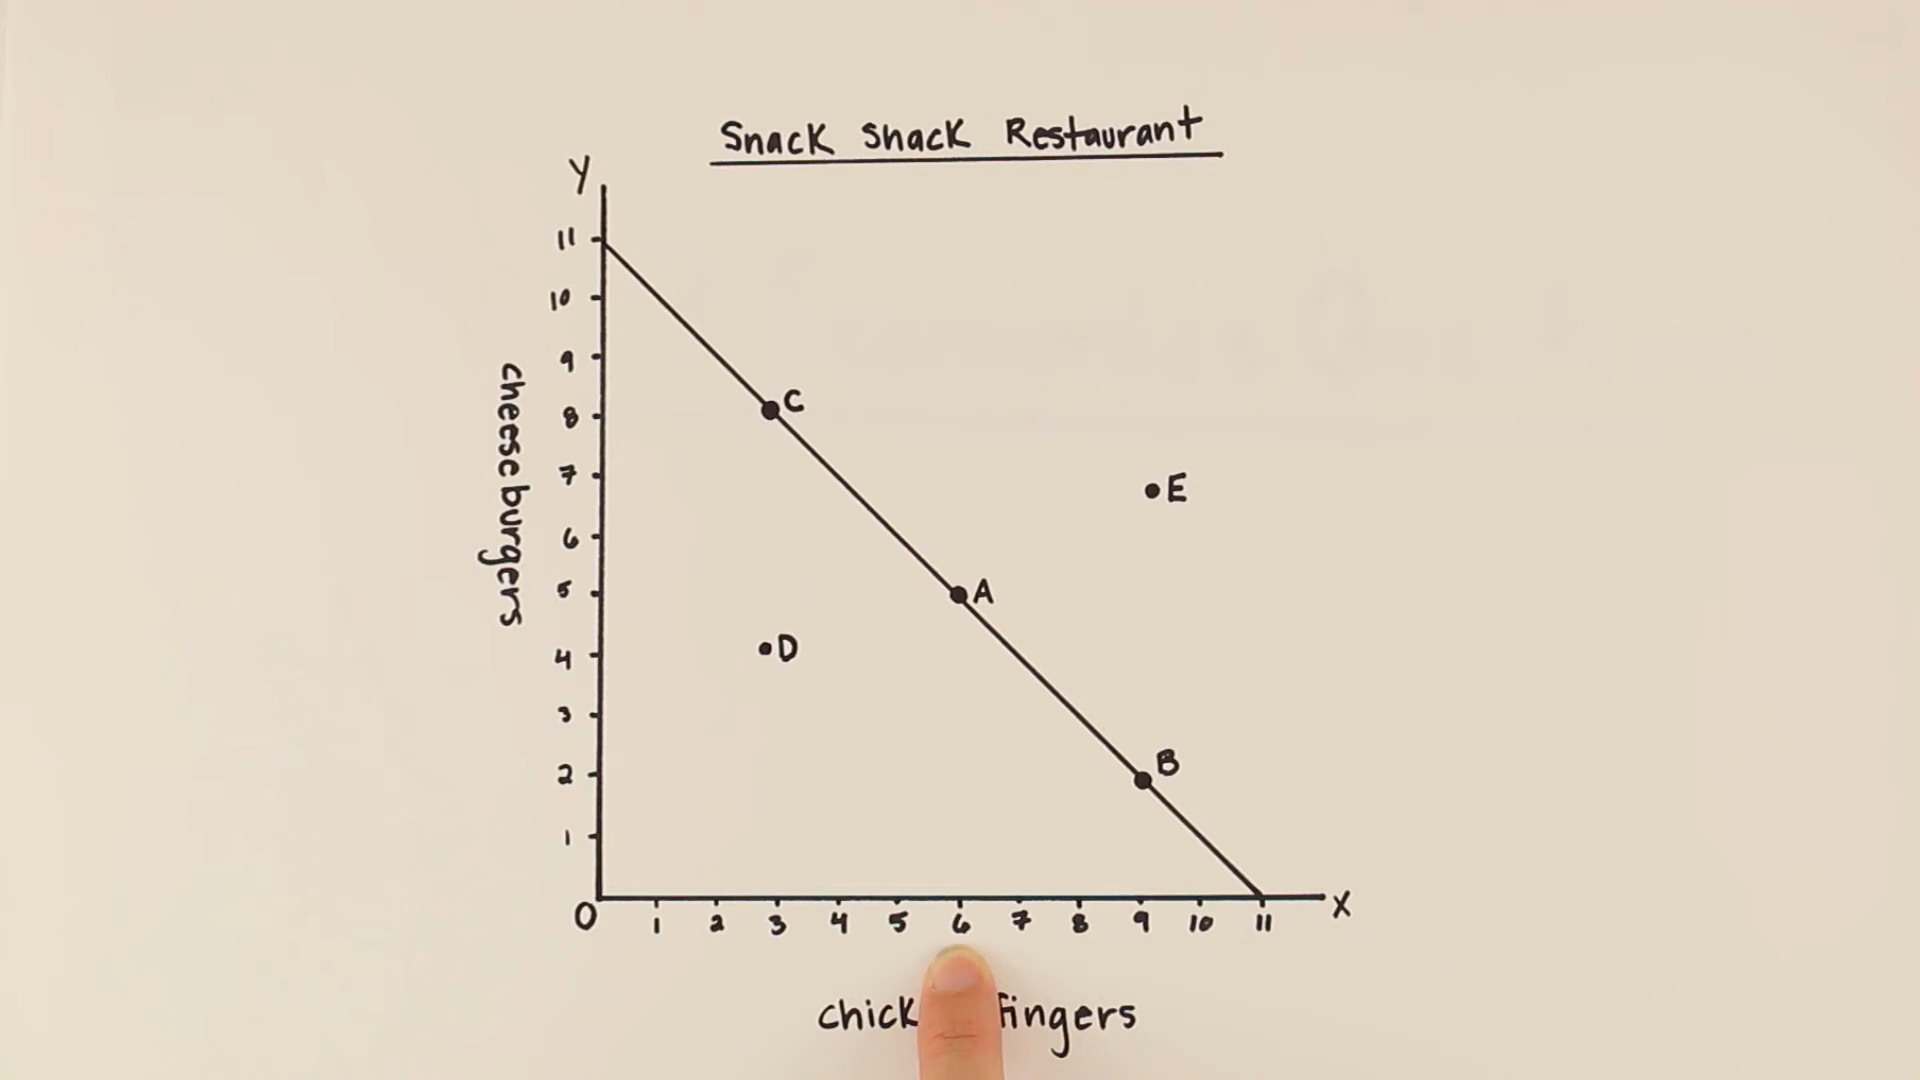 Snack Shack Restaurant
Y
11
10
9
8
7
6
5
4
3
2
1
cheeseburgers
C
E
A
D
B
0 1 2 3 4 5 6 7 8 9 10 11 X
fingers